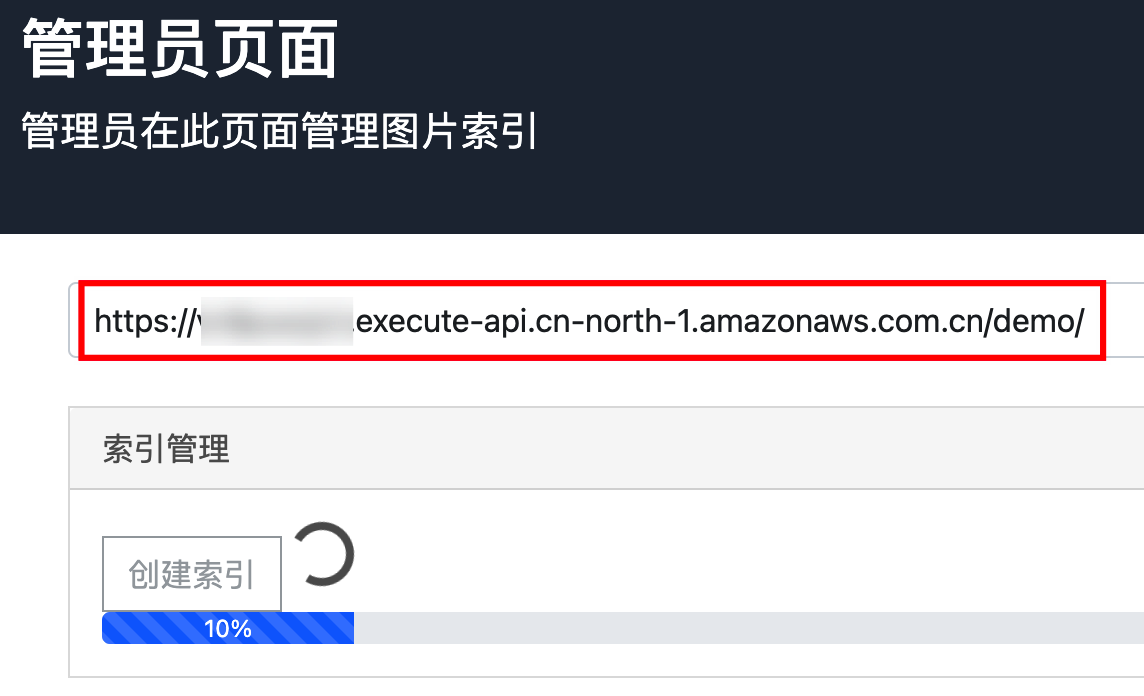 管理员页面
管理员在此页面管理图片索引
https://.execute-api.cn-north-1.amazonaws.com.cn/demo/
索引管理
创建索引
10%